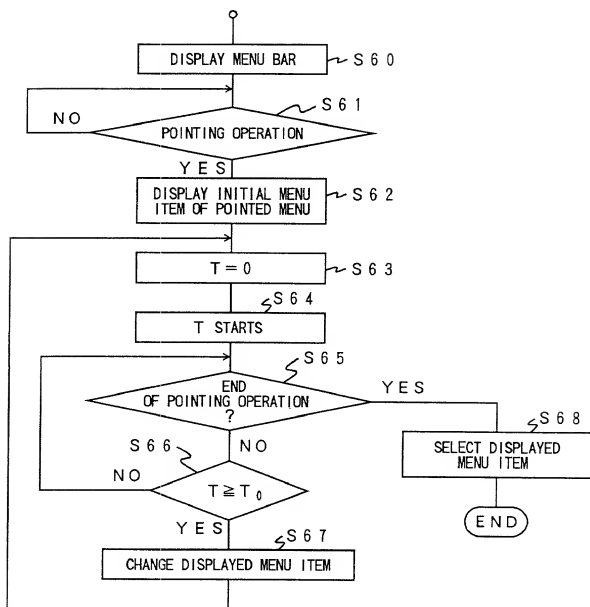 DISPLAY MENU BAR
S60
S61
NO
POINTING OPERATION
YES
DISPLAY INITIAL MENU
ITEM OF POINTED MENU
S62
T=0
S63
S64
T STARTS
S65
END
OF POINTING OPERATION
?
YES
S66
NO
S68
SELECT DISPLAYED
MENU ITEM
NO
T≧T₀
END
YES
S67
CHANGE DISPLAYED MENU ITEM